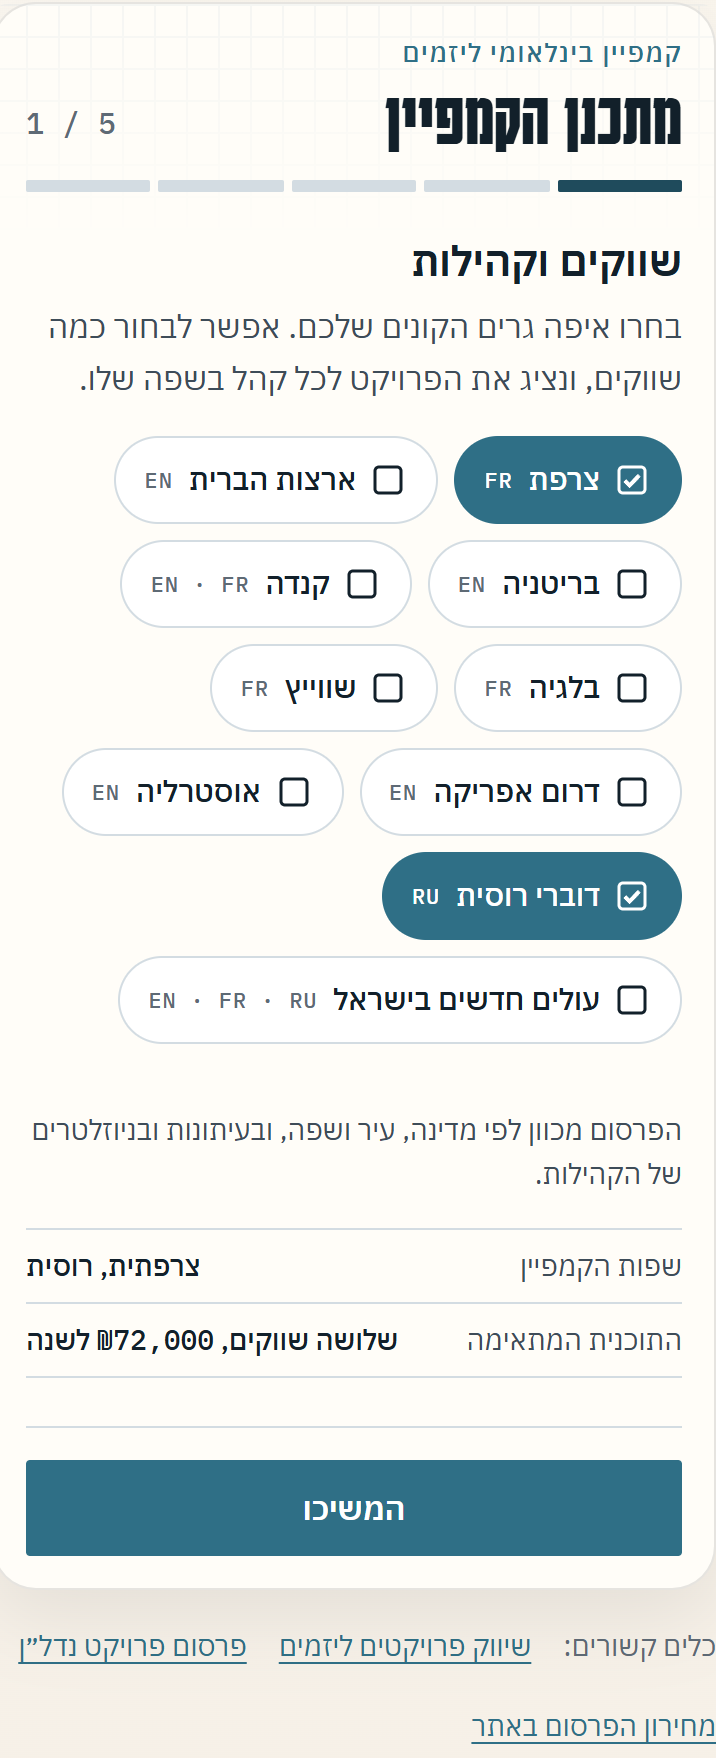 קמפיין בינלאומי ליזמים
מתכנן הקמפיין
1 / 5
שווקים וקהילות
בחרו איפה גרים הקונים שלכם. אפשר לבחור כמה
שווקים, ונציג את הפרויקט לכל קהל בשפה שלו.
צרפת FR
ארצות הברית EN
בריטניה EN
קנדה EN · FR
בלגיה FR
שווייץ FR
דרום אפריקה EN
אוסטרליה EN
דוברי רוסית RU
עולים חדשים בישראל EN · FR · RU
הפרסום מכוון לפי מדינה, עיר ושפה, ובעיתונות ובניוזלטרים
של הקהילות.
שפות הקמפיין צרפתית, רוסית
התוכנית המתאימה שלושה שווקים, ₪72,000 לשנה
המשיכו
כלים קשורים: שיווק פרויקטים ליזמים פרסום פרויקט נדל״ן
מחירון הפרסום באתר